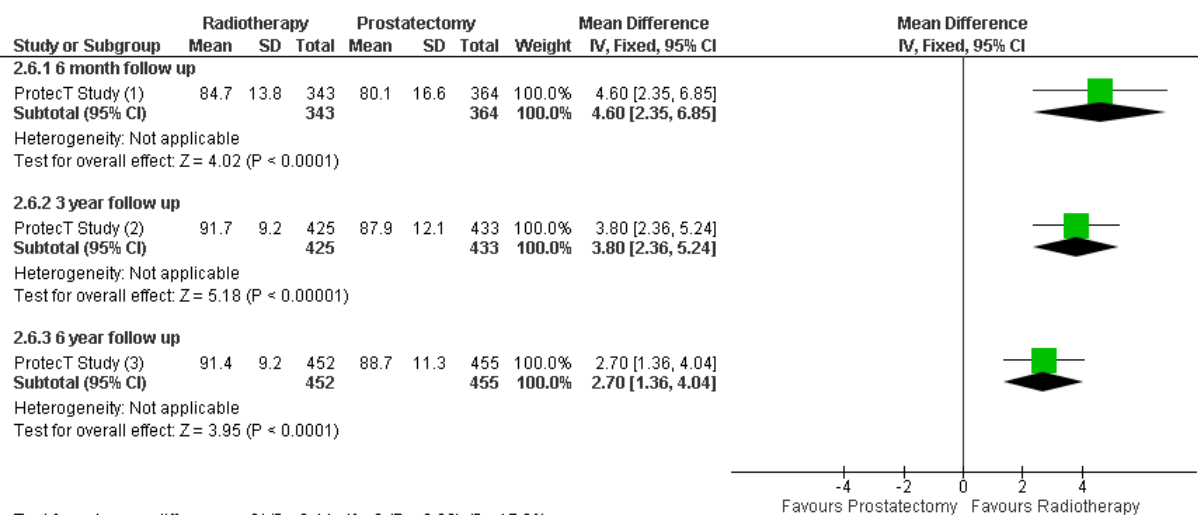 Radiotherapy Prostatectomy Mean Difference Mean Difference
Study or Subgroup Mean SD Total Mean SD Total Weight IV, Fixed, 95% CI IV, Fixed, 95% CI
2.6.1 6 month follow up
ProtecT Study (1) 84.7 13.8 343 80.1 16.6 364 100.0% 4.60 [2.35, 6.85]
Subtotal (95% CI) 343 364 100.0% 4.60 [2.35, 6.85]
Heterogeneity: Not applicable
Test for overall effect: Z = 4.02 (P < 0.0001)
2.6.2 3 year follow up
ProtecT Study (2) 91.7 9.2 425 87.9 12.1 433 100.0% 3.80 [2.36, 5.24]
Subtotal (95% CI) 425 433 100.0% 3.80 [2.36, 5.24]
Heterogeneity: Not applicable
Test for overall effect: Z = 5.18 (P < 0.00001)
2.6.3 6 year follow up
ProtecT Study (3) 91.4 9.2 452 88.7 11.3 455 100.0% 2.70 [1.36, 4.04]
Subtotal (95% CI) 452 455 100.0% 2.70 [1.36, 4.04]
Heterogeneity: Not applicable
Test for overall effect: Z = 3.95 (P < 0.0001)
-4 -2 0 2 4
Favours Prostatectomy Favours Radiotherapy